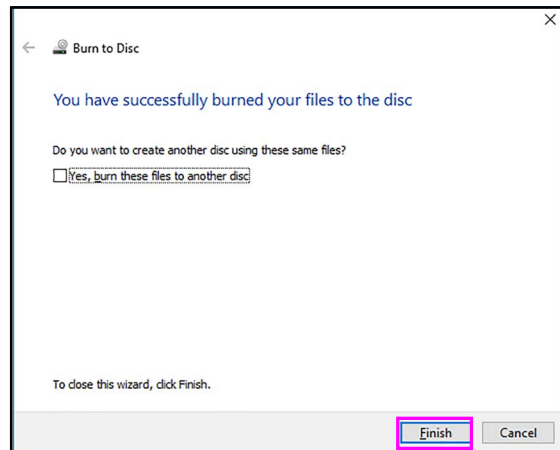 Burn to Disc
You have successfully burned your files to the disc
Do you want to create another disc using these same files?
Yes, burn these files to another disc
To close this wizard, click Finish.
Finish Cancel